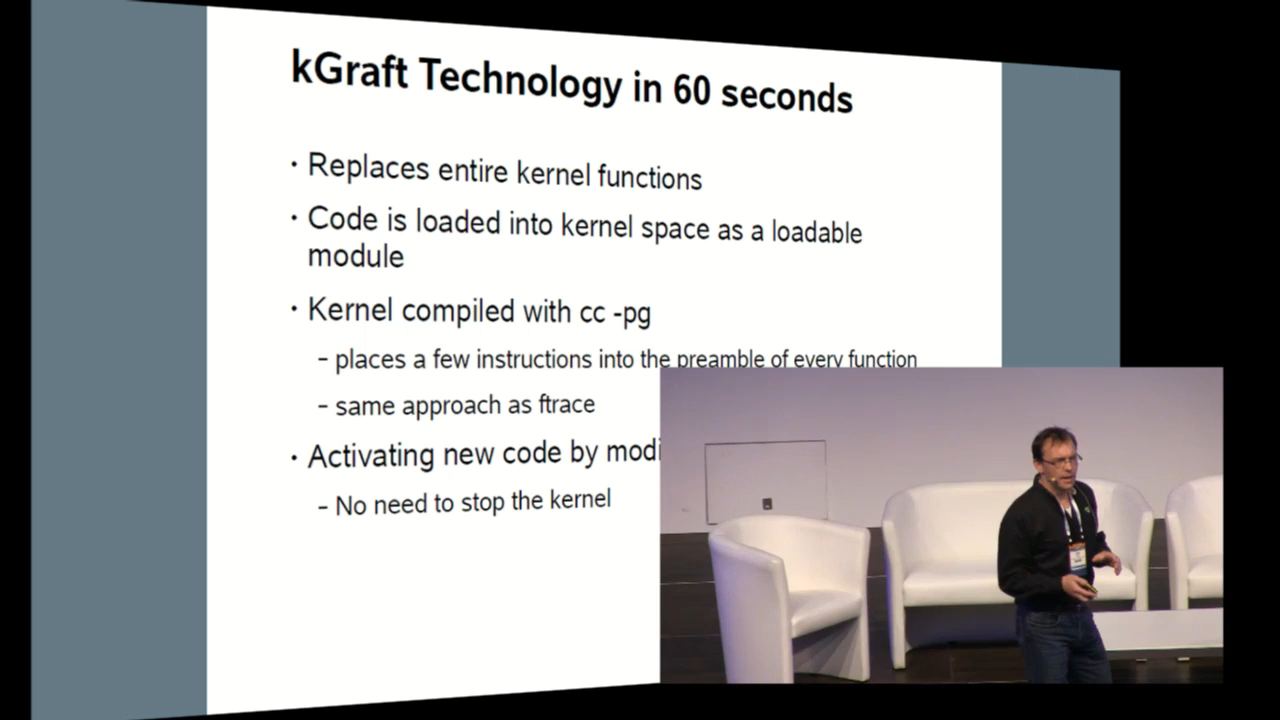 kGraft Technology in 60 seconds
• Replaces entire kernel functions
• Code is loaded into kernel space as a loadable
module
• Kernel compiled with cc -pg
– places a few instructions into the preamble of every function
– same approach as ftrace
• Activating new code by modi
– No need to stop the kernel